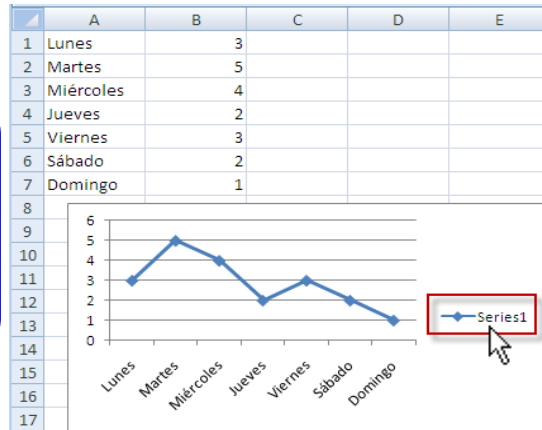 A B C D E
1 Lunes 3
2 Martes 5
3 Miércoles 4
4 Jueves 2
5 Viernes 3
6 Sábado 2
7 Domingo 1
8
9
10
11
12
13
14
15
16
17
6
5
4
3
2
1
0
Lunes Martes Miércoles Jueves Viernes Sábado Domingo
Series1